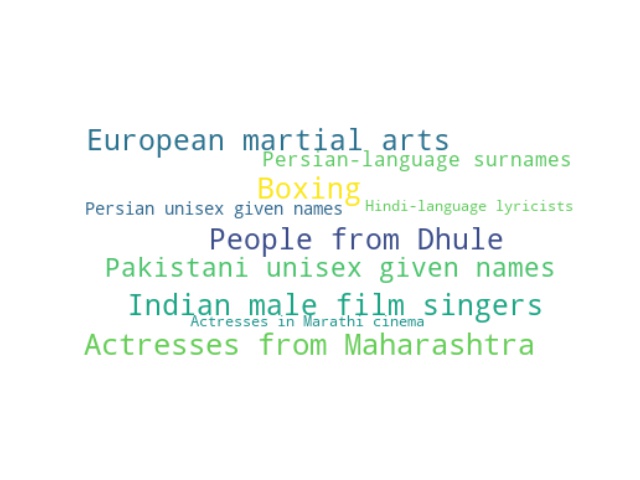 European martial arts
Persian-language surnames
Boxing
Persian unisex given names
Hindi-language lyricists
People from Dhule
Pakistani unisex given names
Indian male film singers
Actresses in Marathi cinema
Actresses from Maharashtra